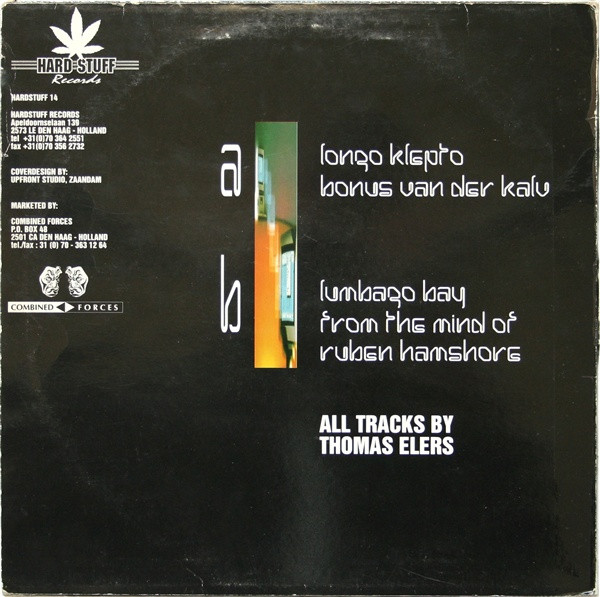 HARD-STUFF
Records
HARDSTUFF 14
HARDSTUFF RECORDS
Apeldoornselaan 139
2573 LE DEN HAAG - HOLLAND
tel +31(0)70 364 2551
fax +31(0)70 356 2732
COVERDESIGN BY:
UPFRONT STUDIO, ZAANDAM
MARKETED BY:
COMBINED FORCES
P.O. BOX 48
2501 CA DEN HAAG - HOLLAND
tel./fax : 31 (0) 70 - 363 12 64
COMBINED FORCES
a
longo klepto
bonus van der kalv
b
lumbago bay
from the mind of
ruben hamshore
ALL TRACKS BY
THOMAS ELERS